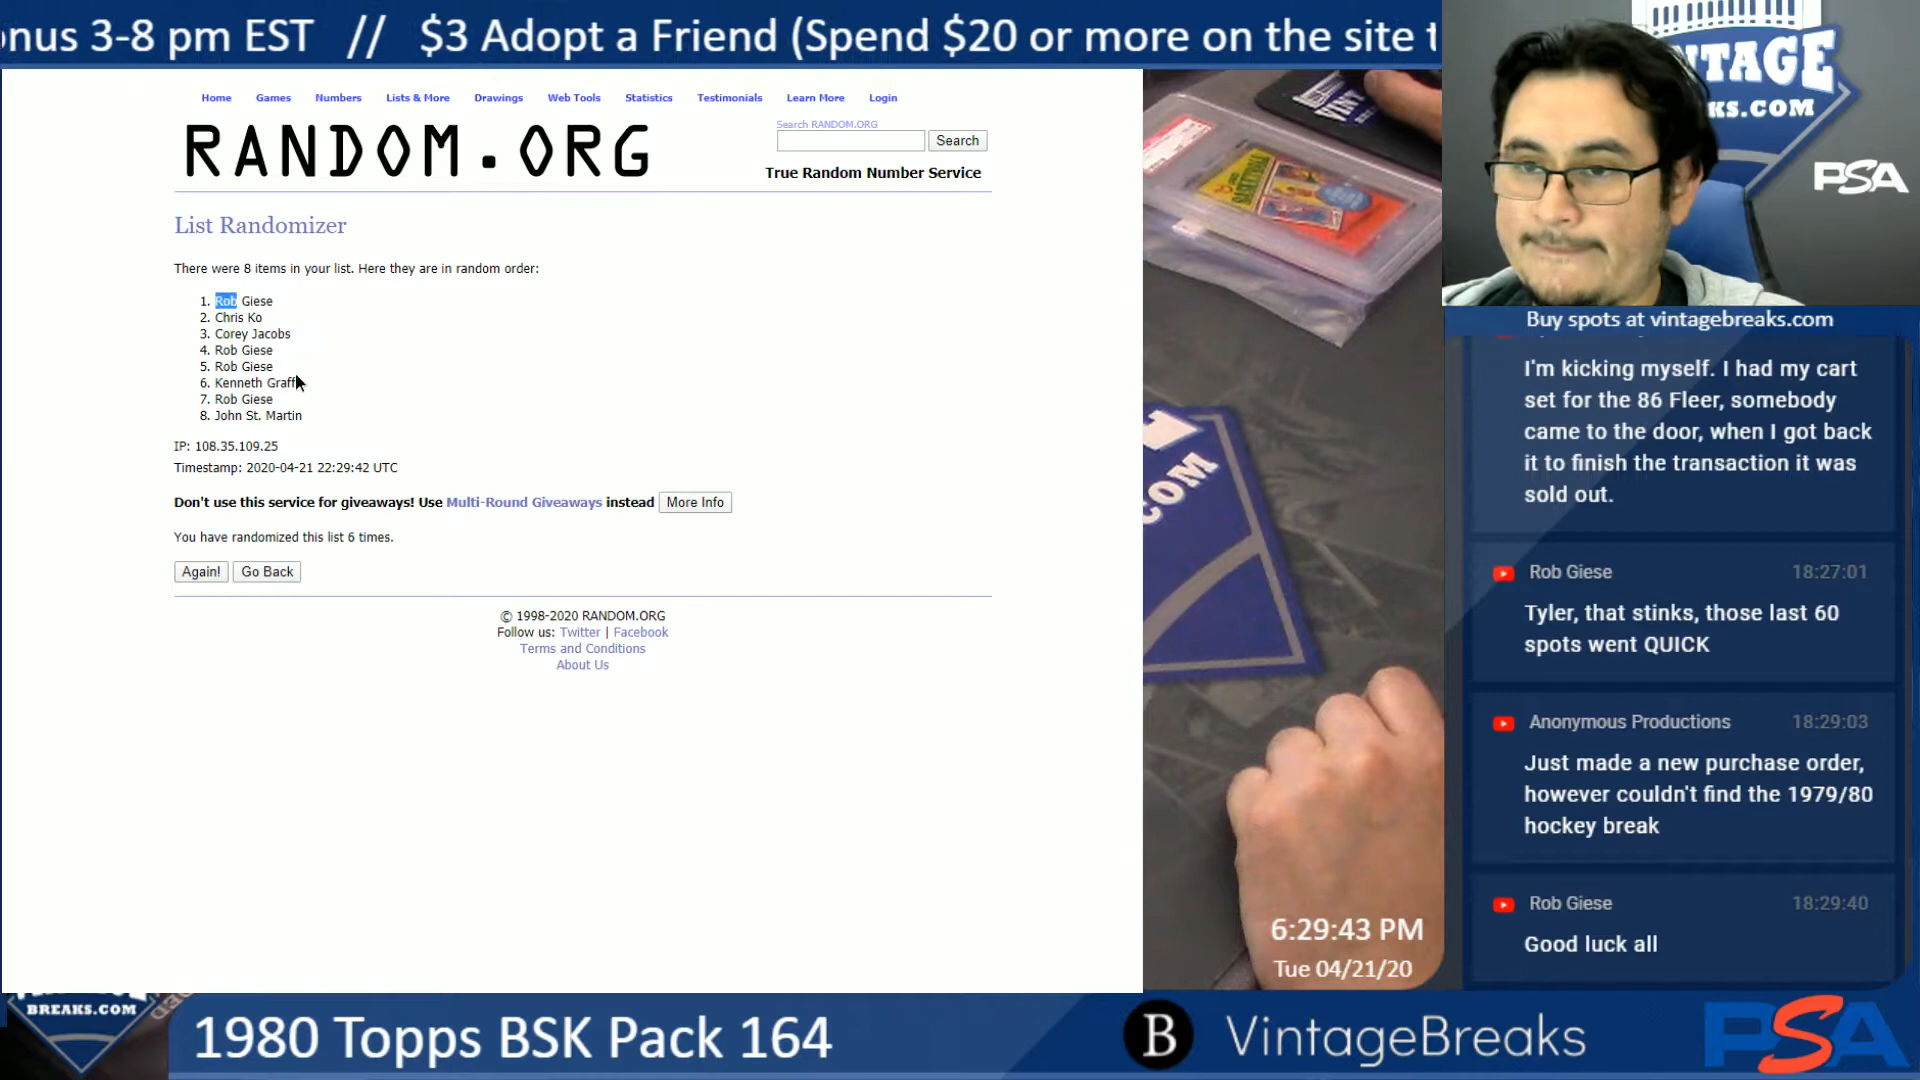 onus 3-8 pm EST // $3 Adopt a Friend (Spend $20 or more on the site t
Home Games Numbers Lists & More Drawings Web Tools Statistics Testimonials Learn More Login
RANDOM.ORG
Search RANDOM.ORG
Search
True Random Number Service
List Randomizer
There were 8 items in your list. Here they are in random order:
1. Rob Giese
2. Chris Ko
3. Corey Jacobs
4. Rob Giese
5. Rob Giese
6. Kenneth Graff
7. Rob Giese
8. John St. Martin
IP: 108.35.109.25
Timestamp: 2020-04-21 22:29:42 UTC
Don't use this service for giveaways! Use Multi-Round Giveaways instead More Info
You have randomized this list 6 times.
Again! Go Back
© 1998-2020 RANDOM.ORG
Follow us: Twitter | Facebook
Terms and Conditions
About Us
COM
6:29:43 PM
Tue 04/21/20
NTAGE
KS.COM
PSA
Buy spots at vintagebreaks.com
I'm kicking myself. I had my cart
set for the 86 Fleer, somebody
came to the door, when I got back
it to finish the transaction it was
sold out.
Rob Giese 18:27:01
Tyler, that stinks, those last 60
spots went QUICK
Anonymous Productions 18:29:03
Just made a new purchase order,
however couldn't find the 1979/80
hockey break
Rob Giese 18:29:40
Good luck all
BREAKS.COM
1980 Topps BSK Pack 164
B VintageBreaks
PSA